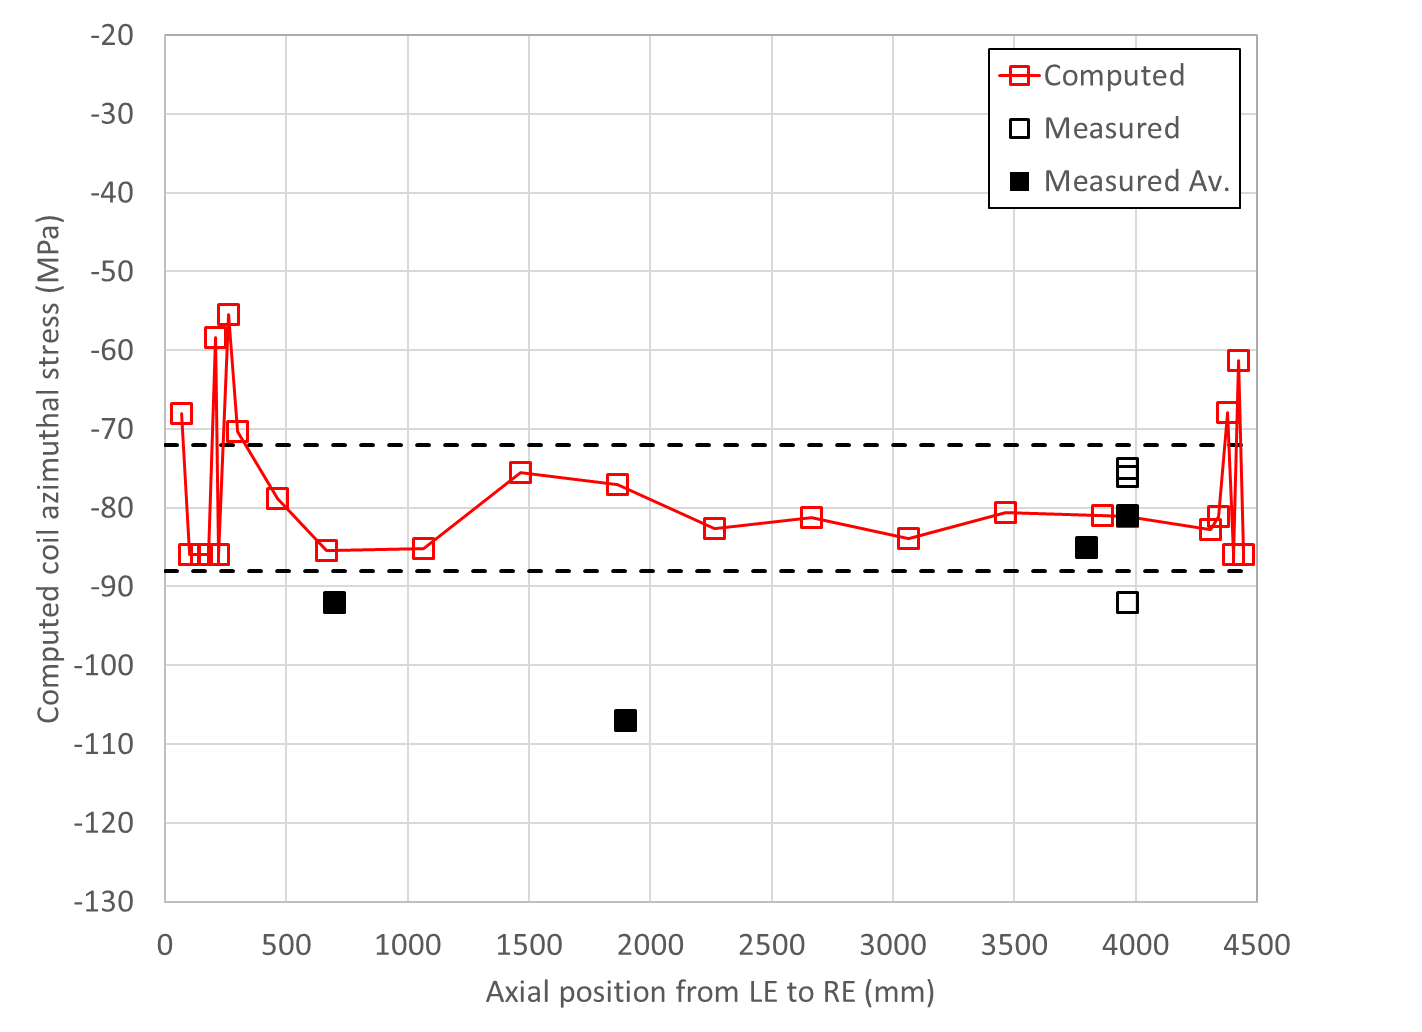 -20
-30
-40
-50
-60
-70
-80
-90
-100
-110
-120
-130
Computed coil azimuthal stress (MPa)
Computed
Measured
Measured Av.
0 500 1000 1500 2000 2500 3000 3500 4000 4500
Axial position from LE to RE (mm)